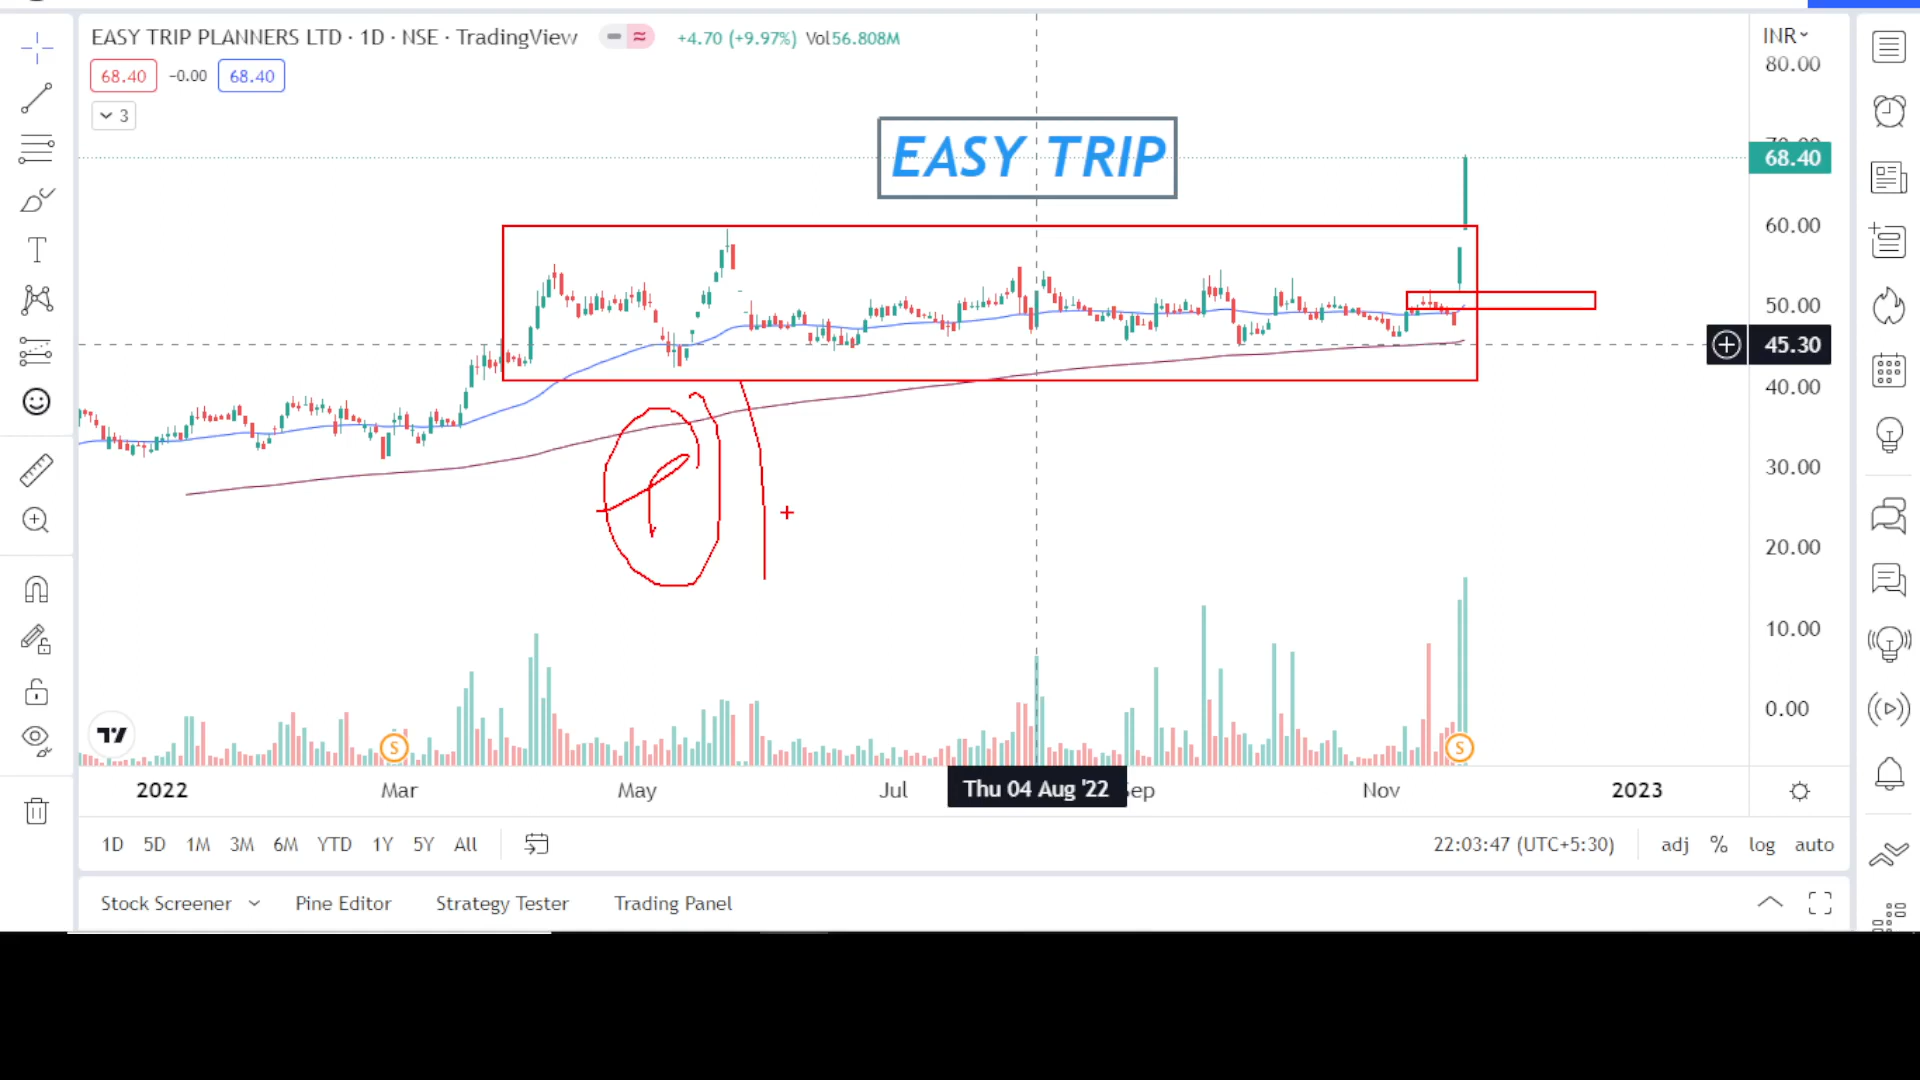 EASY TRIP PLANNERS LTD · 1D · NSE · TradingView +4.70 (+9.97%) Vol56.808M
INR
68.40 −0.00 68.40
80.00
3
EASY TRIP
68.40
60.00
50.00
45.30
40.00
30.00
20.00
10.00
0.00
S S
2022 Mar May Jul Thu 04 Aug '22 Nov 2023
1D 5D 1M 3M 6M YTD 1Y 5Y All 22:03:47 (UTC+5:30) adj % log auto
Stock Screener Pine Editor Strategy Tester Trading Panel